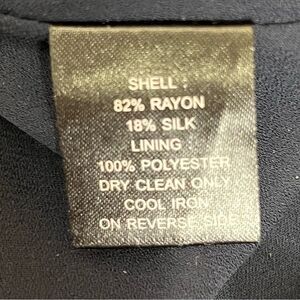 SHELL :
82% RAYON
18% SILK
LINING :
100% POLYESTER
DRY CLEAN ONLY
COOL IRON
ON REVERSE SIDE